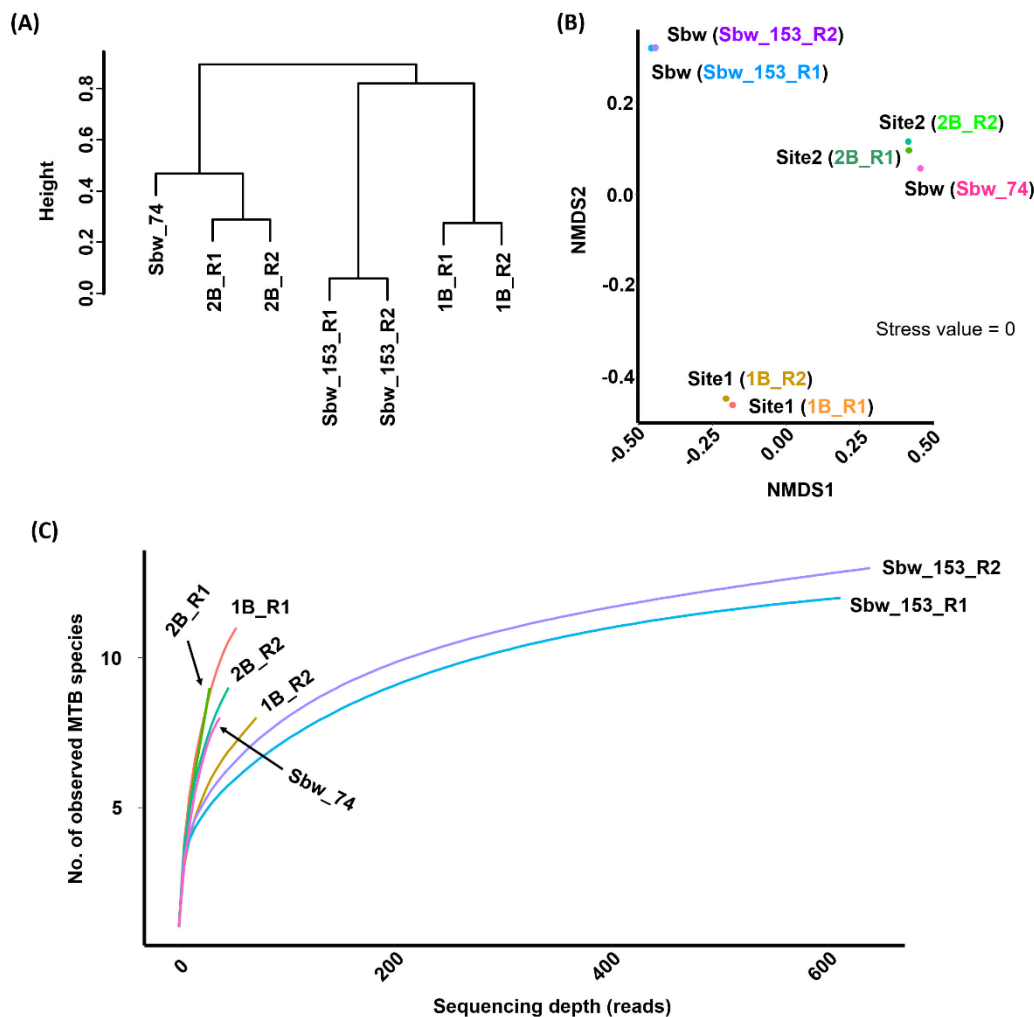 (A)
Height
0.0
0.2
0.4
0.6
0.8
Sbw_74
2B_R1
2B_R2
Sbw_153_R1
Sbw_153_R2
1B_R1
1B_R2
(B)
Sbw (Sbw_153_R2)
Sbw (Sbw_153_R1)
Site2 (2B_R2)
Site2 (2B_R1)
Sbw (Sbw_74)
Stress value = 0
Site1 (1B_R2)
Site1 (1B_R1)
NMDS2
0.2
0.0
-0.2
-0.4
-0.50
-0.25
0.00
0.25
0.50
NMDS1
(C)
No. of observed MTB species
10
5
2B_R1
1B_R1
2B_R2
1B_R2
Sbw_74
Sbw_153_R2
Sbw_153_R1
0
200
400
600
Sequencing depth (reads)